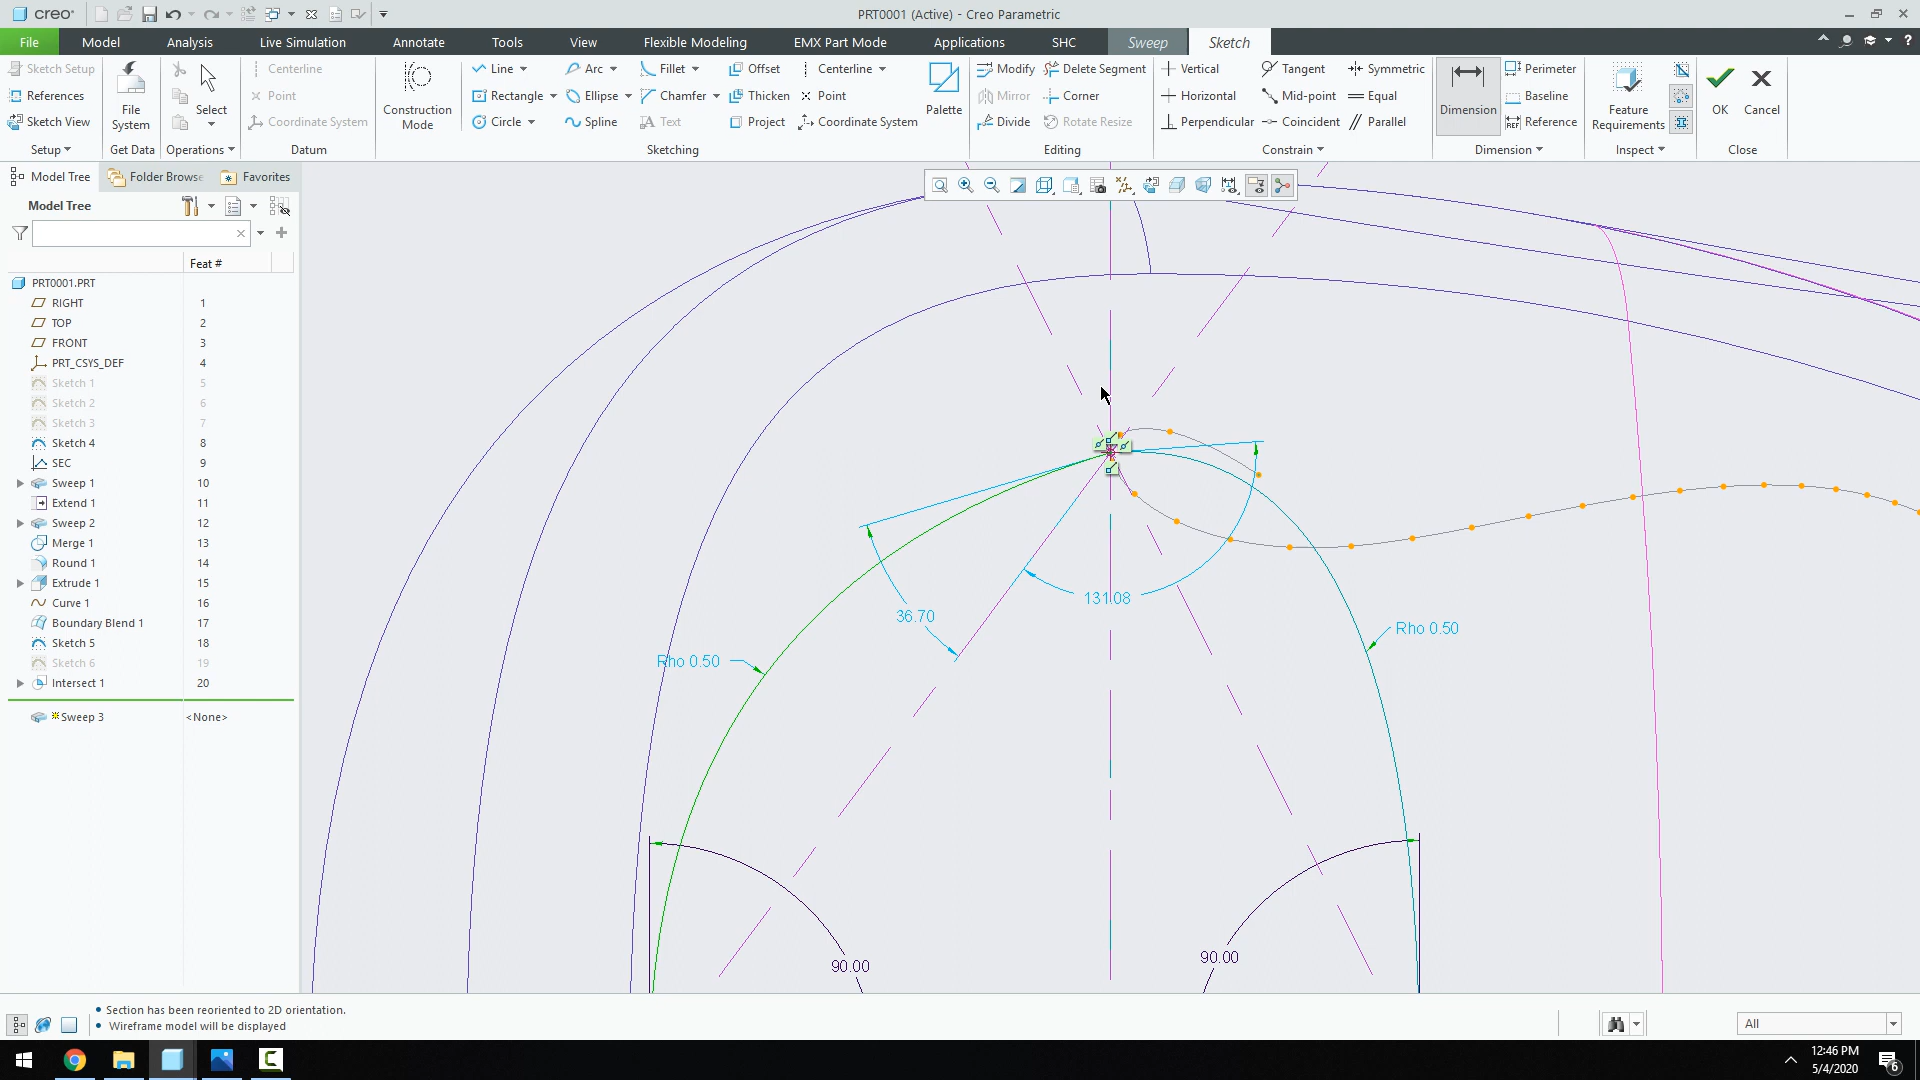 creo
PRT0001 (Active) - Creo Parametric
File
Model
Analysis
Live Simulation
Annotate
Tools
View
Flexible Modeling
EMX Part Mode
Applications
SHC
Sweep
Sketch
Sketch Setup
References
Sketch View
Setup
File System
Get Data
Select
Operations
Centerline
Point
Coordinate System
Datum
Construction Mode
Line
Rectangle
Circle
Arc
Ellipse
Spline
Fillet
Chamfer
Text
Offset
Thicken
Project
Centerline
Point
Coordinate System
Palette
Sketching
Modify
Mirror
Divide
Delete Segment
Corner
Rotate Resize
Editing
Vertical
Horizontal
Perpendicular
Tangent
Mid-point
Coincident
Symmetric
Equal
Parallel
Constrain
Dimension
Perimeter
Baseline
Reference
Dimension
Feature Requirements
Inspect
OK
Cancel
Close
Model Tree
Folder Browse
Favorites
Model Tree
Feat #
PRT0001.PRT
RIGHT 1
TOP 2
FRONT 3
PRT_CSYS_DEF 4
Sketch 1 5
Sketch 2 6
Sketch 3 7
Sketch 4 8
SEC 9
Sweep 1 10
Extend 1 11
Sweep 2 12
Merge 1 13
Round 1 14
Extrude 1 15
Curve 1 16
Boundary Blend 1 17
Sketch 5 18
Sketch 6 19
Intersect 1 20
Sweep 3 <None>
131.08
36.70
Rho 0.50
Rho 0.50
90.00
90.00
Section has been reoriented to 2D orientation.
Wireframe model will be displayed
All
12:46 PM
5/4/2020
6